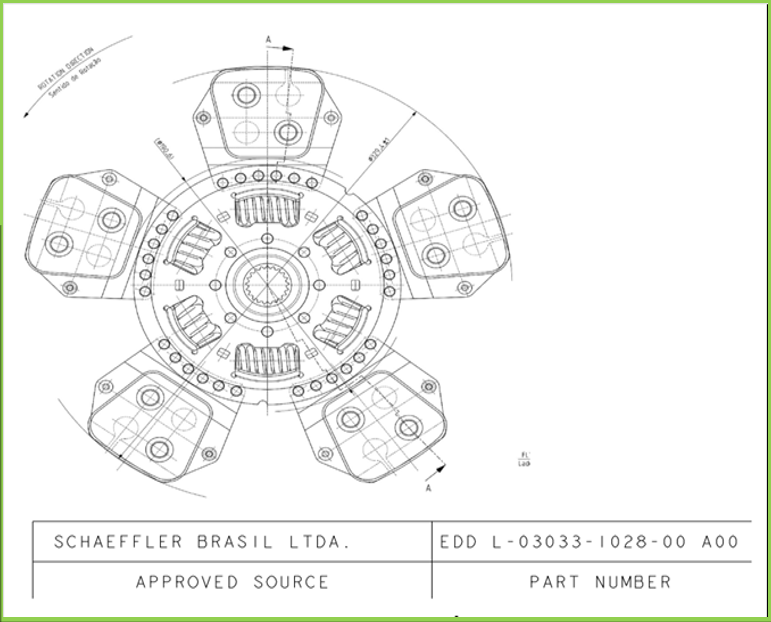 A
ROTATION DIRECTION
Sentido de Rotação
A
SCHAEFFLER BRASIL LTDA.
EDD L-03033-1028-00 A00
APPROVED SOURCE
PART NUMBER